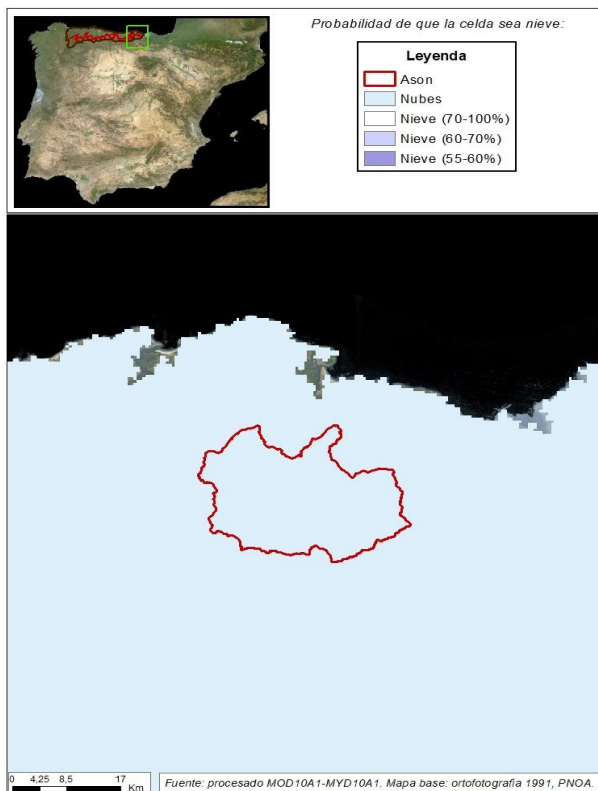 Probabilidad de que la celda sea nieve:
Leyenda
Ason
Nubes
Nieve (70-100%)
Nieve (60-70%)
Nieve (55-60%)
0 4,25 8,5 17
Km
Fuente: procesado MOD10A1-MYD10A1. Mapa base: ortofotografia 1991, PNOA.